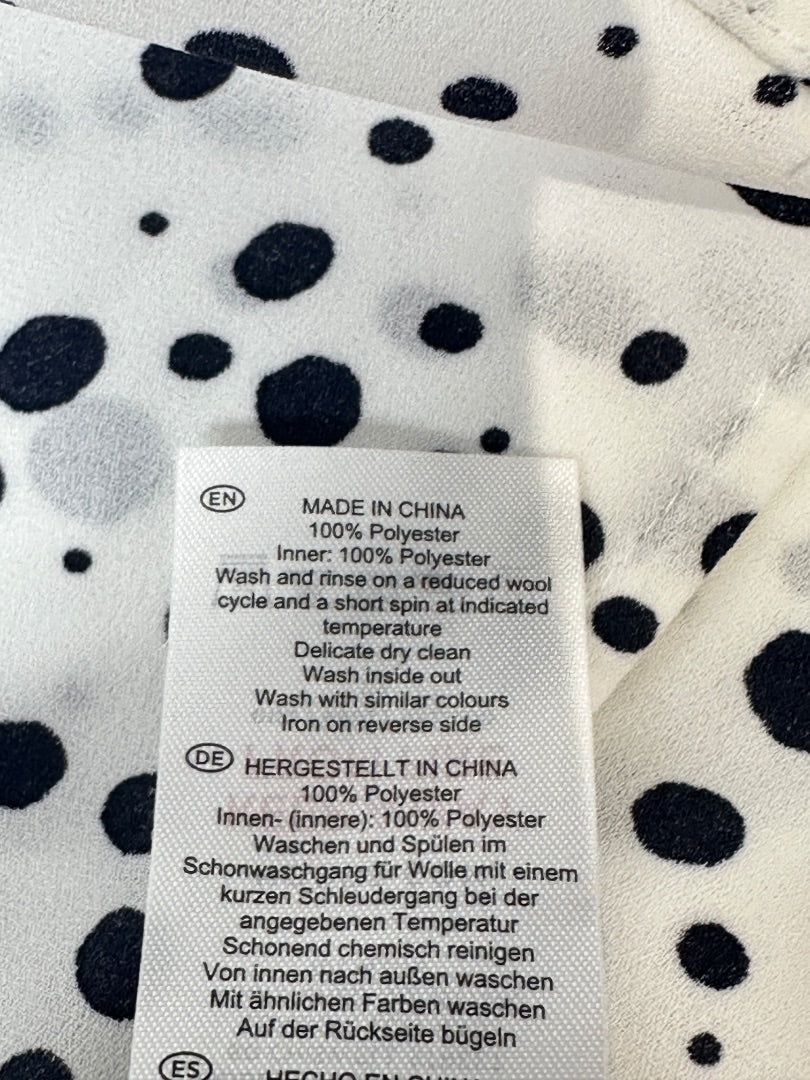 EN
MADE IN CHINA
100% Polyester
Inner: 100% Polyester
Wash and rinse on a reduced wool
cycle and a short spin at indicated
temperature
Delicate dry clean
Wash inside out
Wash with similar colours
Iron on reverse side
DE
HERGESTELLT IN CHINA
100% Polyester
Innen- (innere): 100% Polyester
Waschen und Spülen im
Schonwaschgang für Wolle mit einem
kurzen Schleudergang bei der
angegebenen Temperatur
Schonend chemisch reinigen
Von innen nach außen waschen
Mit ähnlichen Farben waschen
Auf der Rückseite bügeln
ES
HECHO EN CHINA